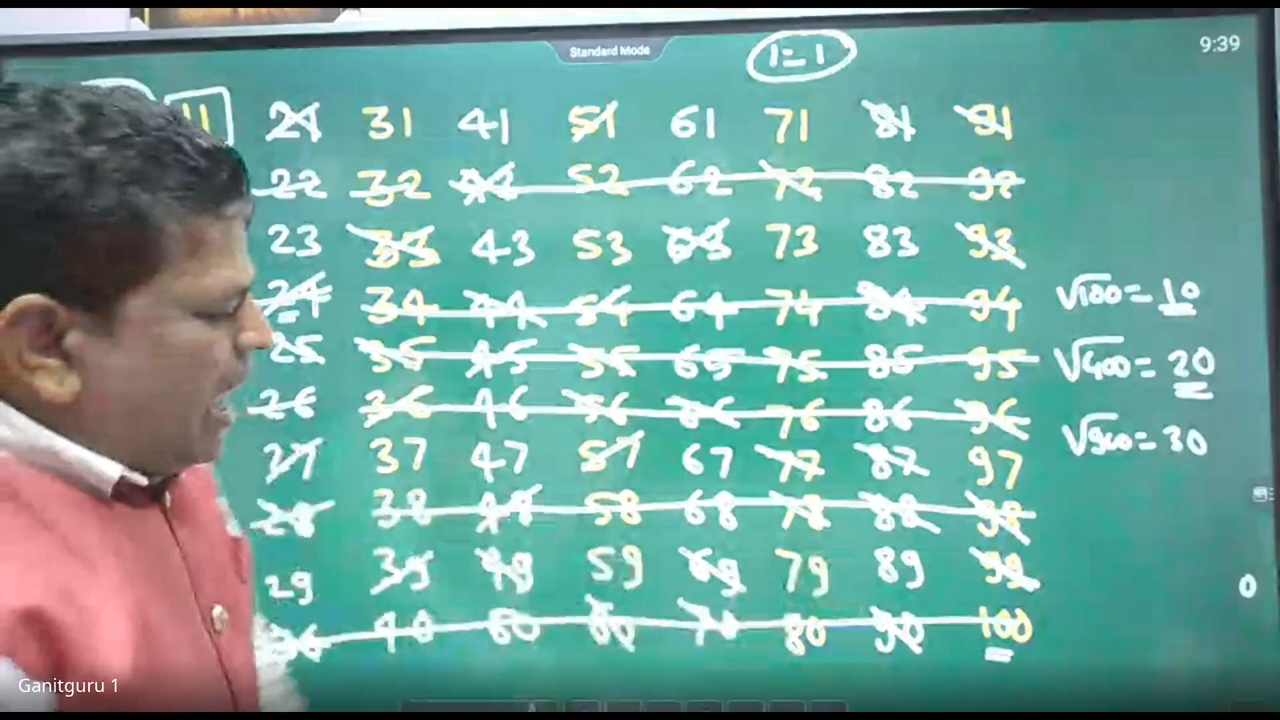 Standard Mode
1 = 1
9:39
11 21 31 41 51 61 71 81 91
22 32 42 52 62 72 82 92
23 33 43 53 63 73 83 93
24 34 44 54 64 74 84 94
√100 = 10
25 35 45 55 65 75 85 95
√400 = 20
26 36 46 56 66 76 86 96
√900 = 30
27 37 47 57 67 77 87 97
28 38 48 58 68 78 88 98
29 39 49 59 69 79 89 99
0
30 40 50 60 70 80 90 100
Ganitguru 1